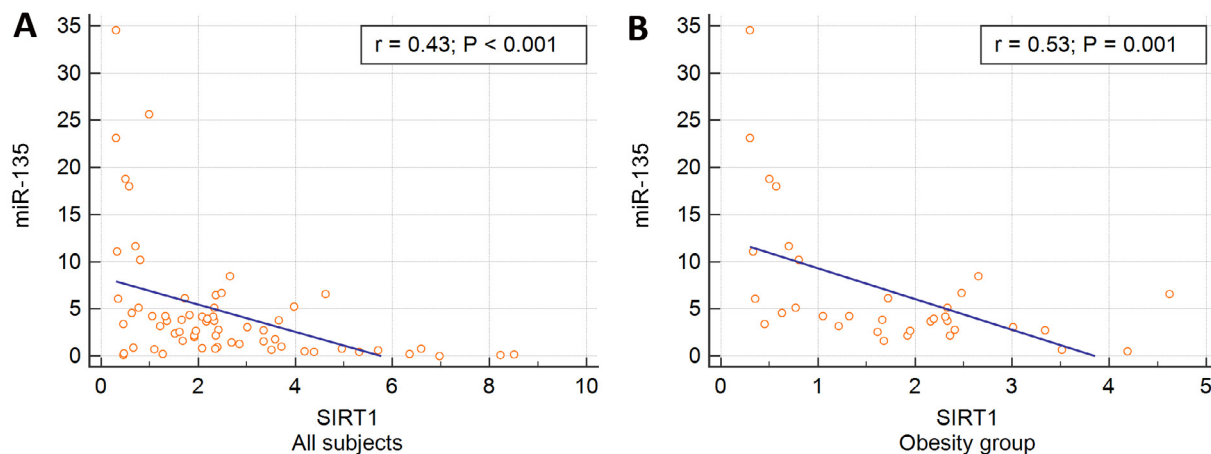 A
r = 0.43; P < 0.001
miR-135
35
30
25
20
15
10
5
0
0 2 4 6 8 10
SIRT1
All subjects
B
r = 0.53; P = 0.001
miR-135
35
30
25
20
15
10
5
0
0 1 2 3 4 5
SIRT1
Obesity group